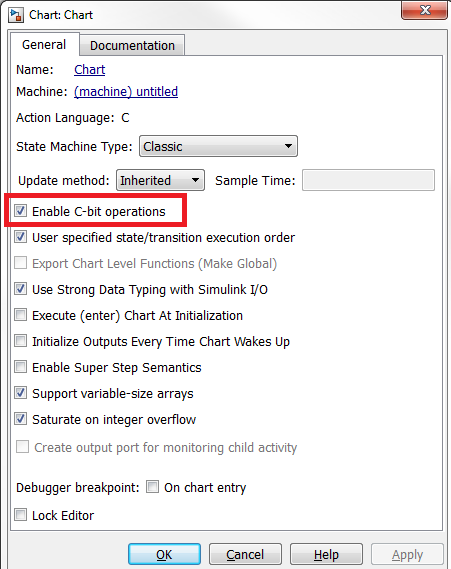 Chart: Chart
General Documentation
Name: Chart
Machine: (machine) untitled
Action Language: C
State Machine Type: Classic
Update method: Inherited Sample Time:
Enable C-bit operations
User specified state/transition execution order
Export Chart Level Functions (Make Global)
Use Strong Data Typing with Simulink I/O
Execute (enter) Chart At Initialization
Initialize Outputs Every Time Chart Wakes Up
Enable Super Step Semantics
Support variable-size arrays
Saturate on integer overflow
Create output port for monitoring child activity
Debugger breakpoint: On chart entry
Lock Editor
OK Cancel Help Apply